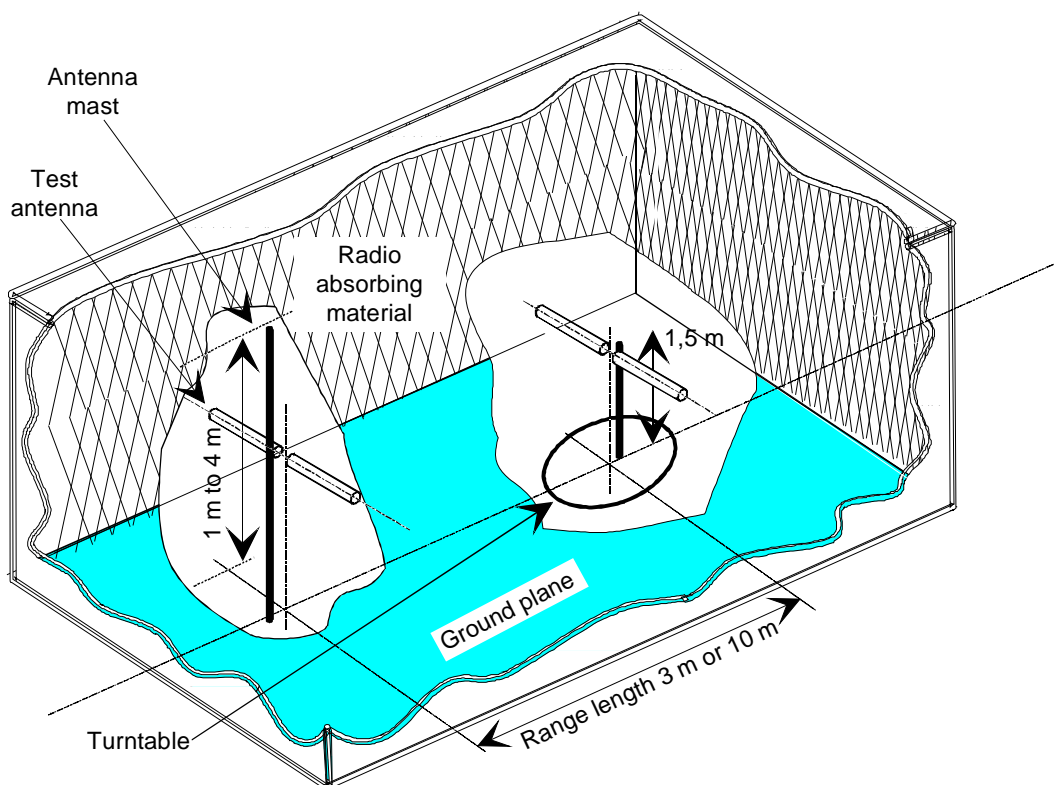 Antenna
mast
Test
antenna
Radio
absorbing
material
1,5 m
1 m to 4 m
Ground plane
Range length 3 m or 10 m
Turntable